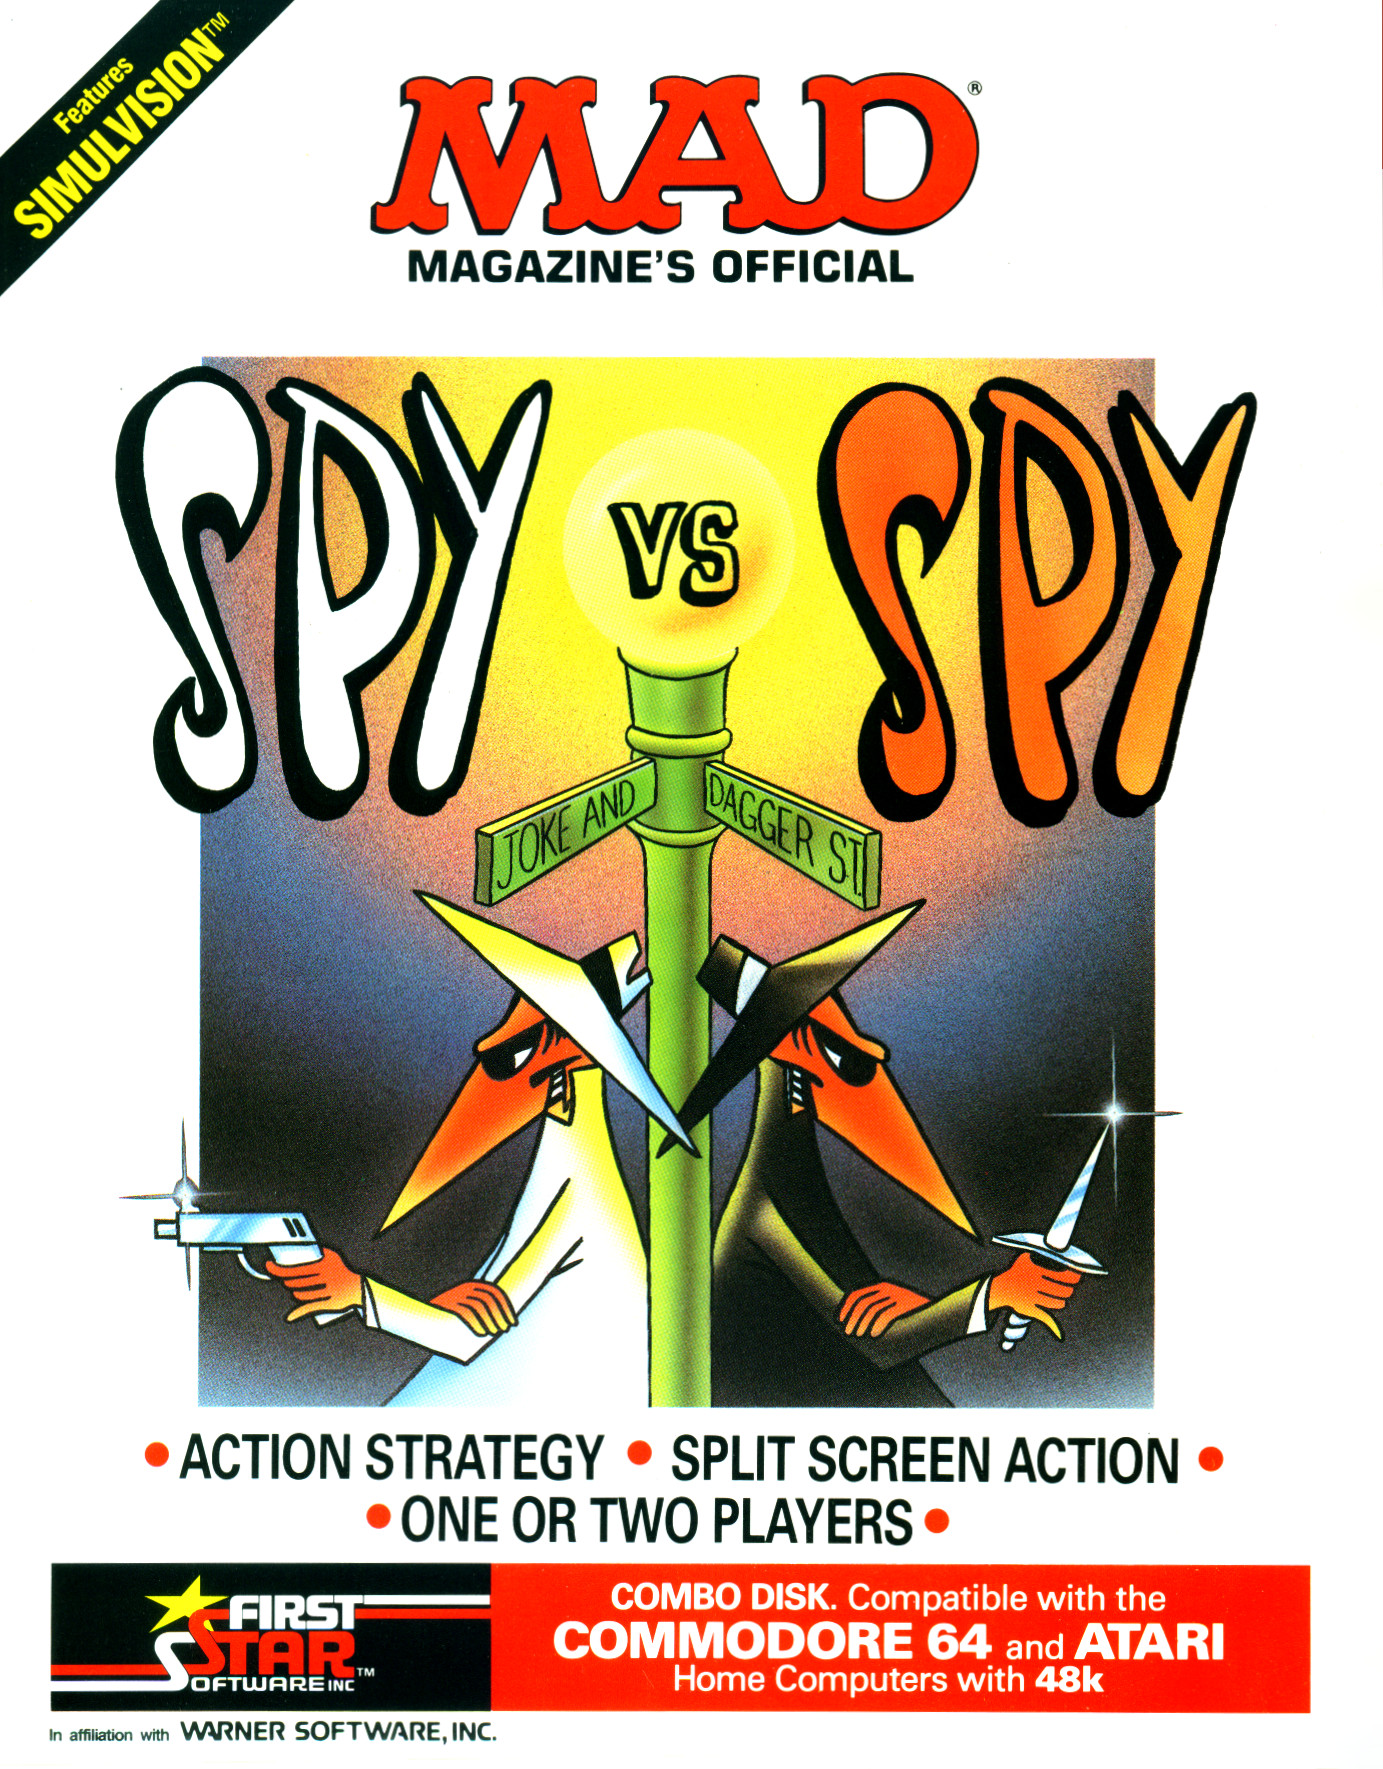 Features
SIMULVISION™
MAD®
MAGAZINE'S OFFICIAL
SPY VS SPY
JOKE AND DAGGER ST.
• ACTION STRATEGY • SPLIT SCREEN ACTION •
• ONE OR TWO PLAYERS •
FIRST
STAR
SOFTWARE INC™
COMBO DISK. Compatible with the
COMMODORE 64 and ATARI
Home Computers with 48k
In affiliation with WARNER SOFTWARE, INC.